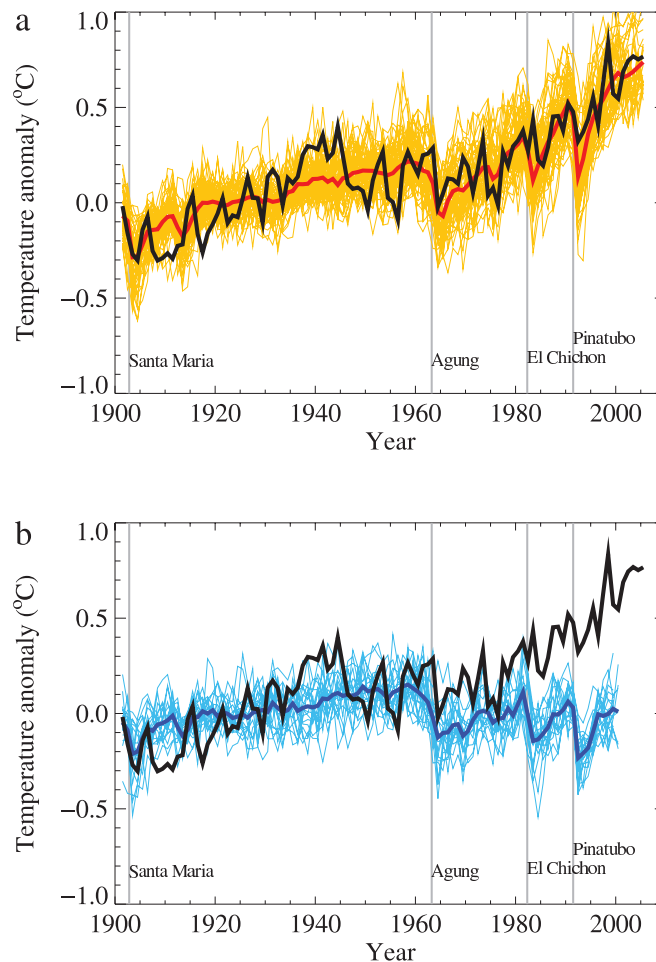 a
Temperature anomaly (°C)
1.0
0.5
0.0
−0.5
−1.0
Santa Maria
Agung
El Chichon
Pinatubo
1900 1920 1940 1960 1980 2000
Year
b
Temperature anomaly (°C)
1.0
0.5
0.0
−0.5
−1.0
Santa Maria
Agung
El Chichon
Pinatubo
1900 1920 1940 1960 1980 2000
Year